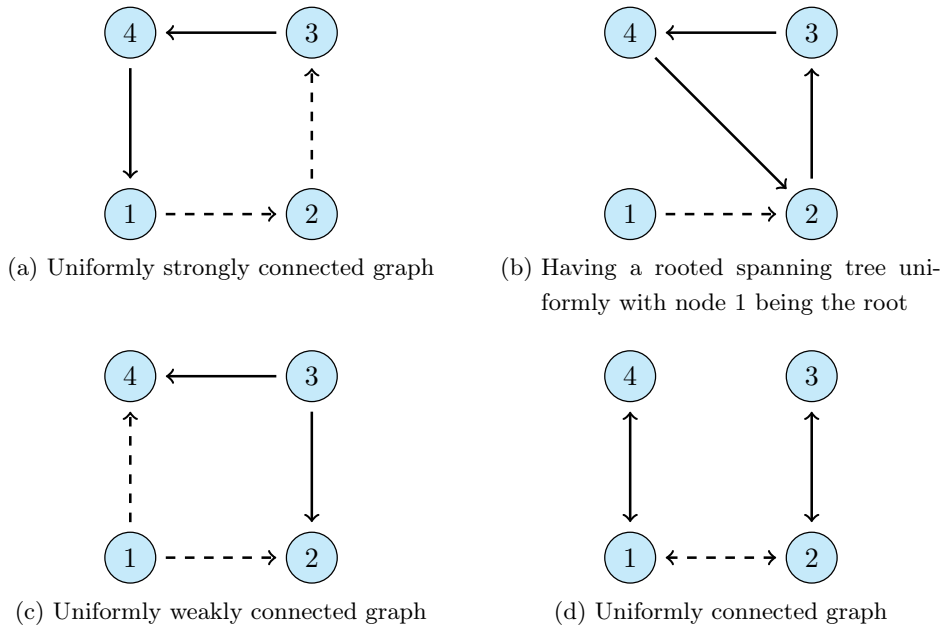 4 3 4 3
1 2 1 2
(a) Uniformly strongly connected graph
(b) Having a rooted spanning tree uni-
formly with node 1 being the root
4 3 4 3
1 2 1 2
(c) Uniformly weakly connected graph
(d) Uniformly connected graph